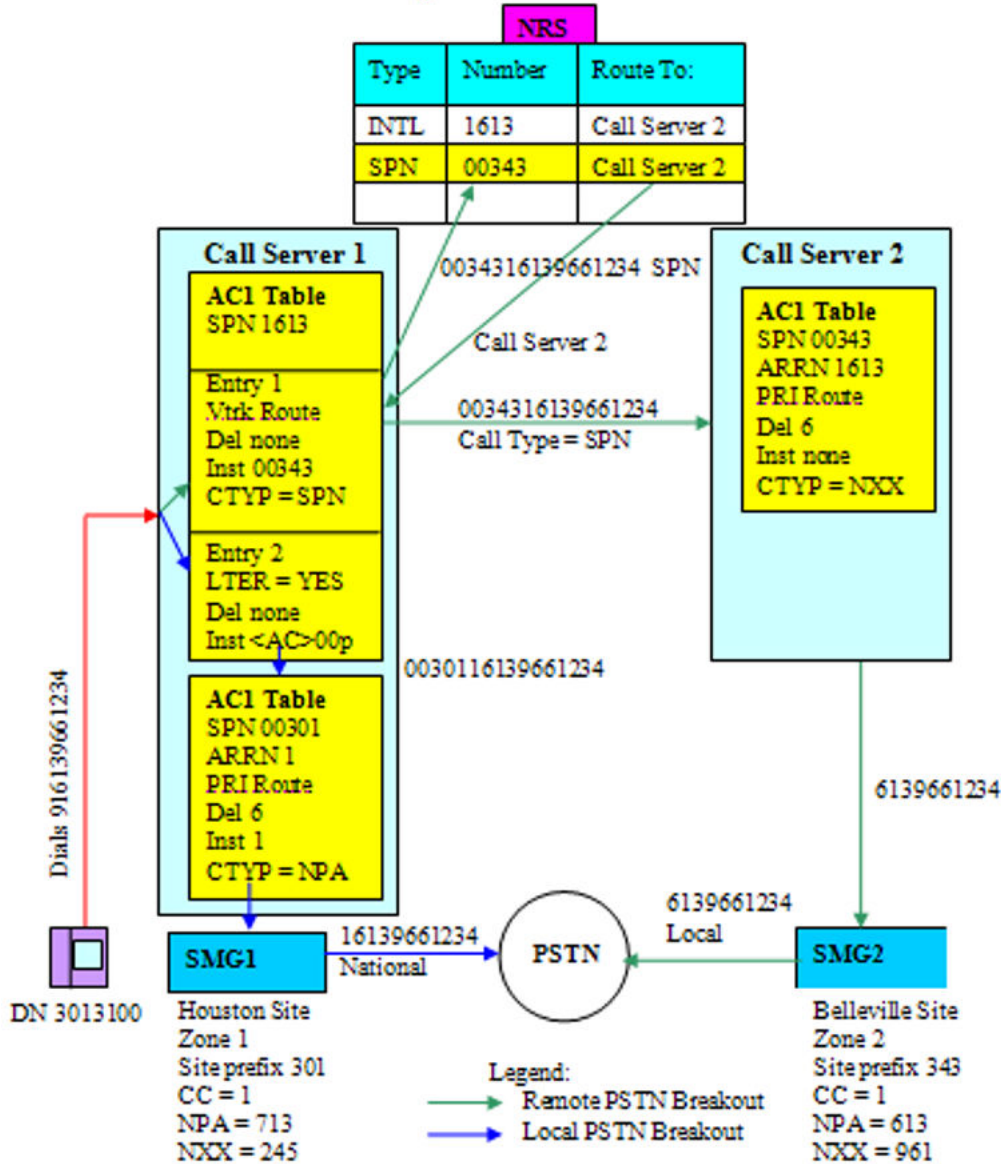 NRS
Type Number Route To:
INTL 1613 Call Server 2
SPN 00343 Call Server 2
Call Server 1
AC1 Table
SPN 1613
Entry 1
Vtrk Route
Del none
Inst 00343
CTYP = SPN
Entry 2
LTER = YES
Del none
Inst <AC>00p
0034316139661234 SPN
Call Server 2
0034316139661234
Call Type = SPN
Call Server 2
AC1 Table
SPN 00343
ARRN 1613
PRI Route
Del 6
Inst none
CTYP = NXX
0030116139661234
AC1 Table
SPN 00301
ARRN 1
PRI Route
Del 6
Inst 1
CTYP = NPA
Dials 916139661234
DN 3013100
6139661234
SMG1
16139661234
National
PSTN
6139661234
Local
SMG2
Houston Site
Zone 1
Site prefix 301
CC = 1
NPA = 713
NXX = 245
Legend:
Remote PSTN Breakout
Local PSTN Breakout
Belleville Site
Zone 2
Site prefix 343
CC = 1
NPA = 613
NXX = 961